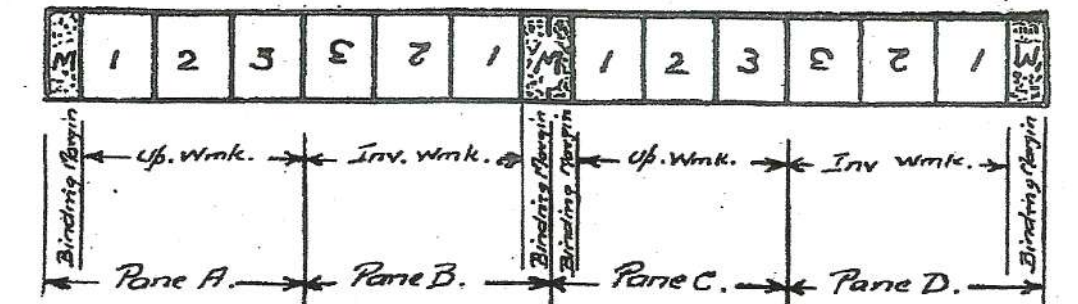 1 2 3 3 2 1 1 2 3 3 2 1
Up. Wmk. Inv. Wmk. Up. Wmk. Inv Wmk.
Binding Margin
Binding Margin
Binding Margin
Binding Margin
Pane A. Pane B. Pane C. Pane D.